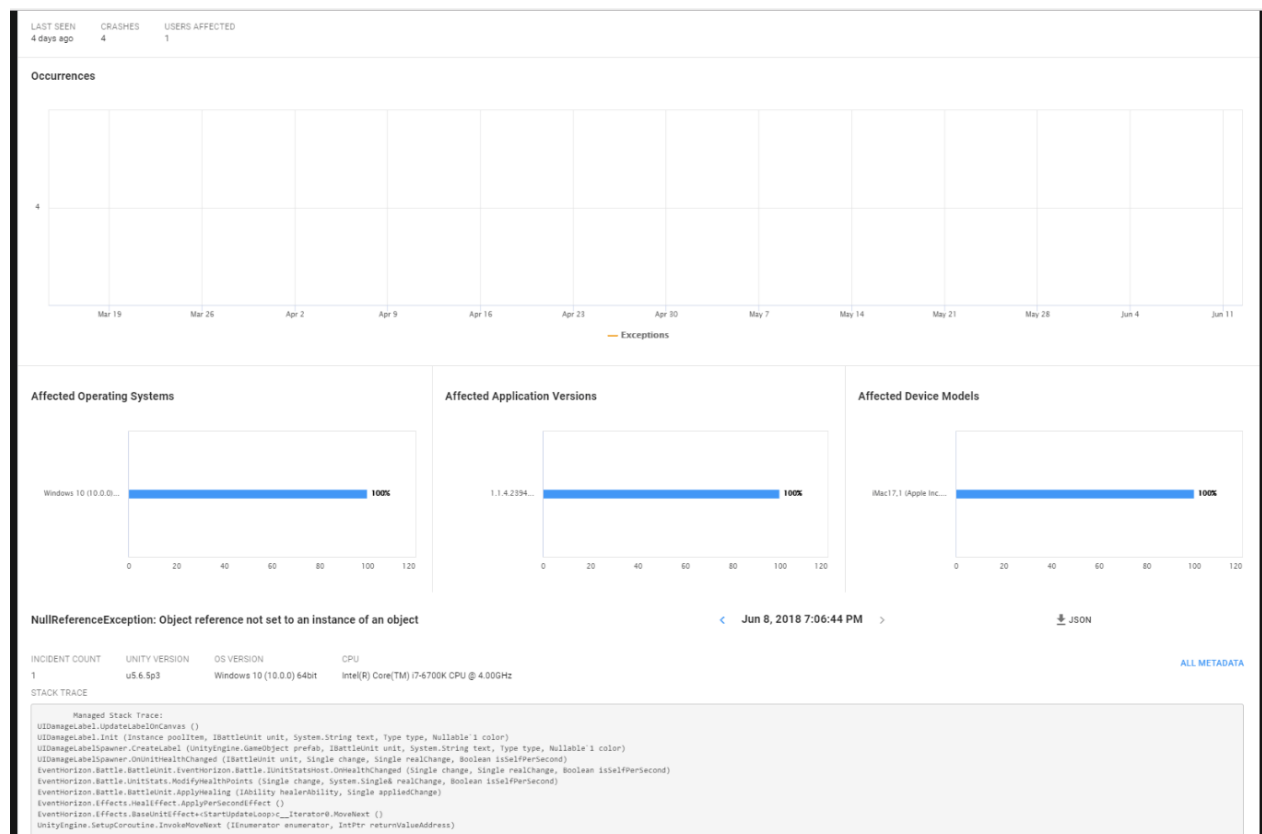 LAST SEEN CRASHES USERS AFFECTED
4 days ago 4 1
Occurrences
4
Mar 19 Mar 26 Apr 2 Apr 9 Apr 16 Apr 23 Apr 30 May 7 May 14 May 21 May 28 Jun 4 Jun 11
Exceptions
Affected Operating Systems Affected Application Versions Affected Device Models
Windows 10 (10.0.0)... 100% 1.1.4.2394... 100% iMac17,1 (Apple Inc.... 100%
0 20 40 60 80 100 120 0 20 40 60 80 100 120 0 20 40 60 80 100 120
NullReferenceException: Object reference not set to an instance of an object < Jun 8, 2018 7:06:44 PM > JSON
INCIDENT COUNT UNITY VERSION OS VERSION CPU ALL METADATA
1 u5.6.5p3 Windows 10 (10.0.0) 64bit Intel(R) Core(TM) i7-6700K CPU @ 4.00GHz
STACK TRACE
Managed Stack Trace:
UIDamageLabel.UpdateLabelOnCanvas ()
UIDamageLabel.Init (Instance poolItem, IBattleUnit unit, System.String text, Type type, Nullable`1 color)
UIDamageLabelSpawner.CreateLabel (UnityEngine.GameObject prefab, IBattleUnit unit, System.String text, Type type, Nullable`1 color)
UIDamageLabelSpawner.OnUnitHealthChanged (IBattleUnit unit, Single change, Single realChange, Boolean isSelfPerSecond)
EventHorizon.Battle.BattleUnit.EventHorizon.Battle.IUnitStatsHost.OnHealthChanged (Single change, Single realChange, Boolean isSelfPerSecond)
EventHorizon.Battle.UnitStats.ModifyHealthPoints (Single change, System.Single& realChange, Boolean isSelfPerSecond)
EventHorizon.Battle.BattleUnit.ApplyHealing (IAbility healerAbility, Single appliedChange)
EventHorizon.Effects.HealEffect.ApplyPerSecondEffect ()
EventHorizon.Effects.BaseUnitEffect+<StartUpdateLoop>c__Iterator0.MoveNext ()
UnityEngine.SetupCoroutine.InvokeMoveNext (IEnumerator enumerator, IntPtr returnValueAddress)